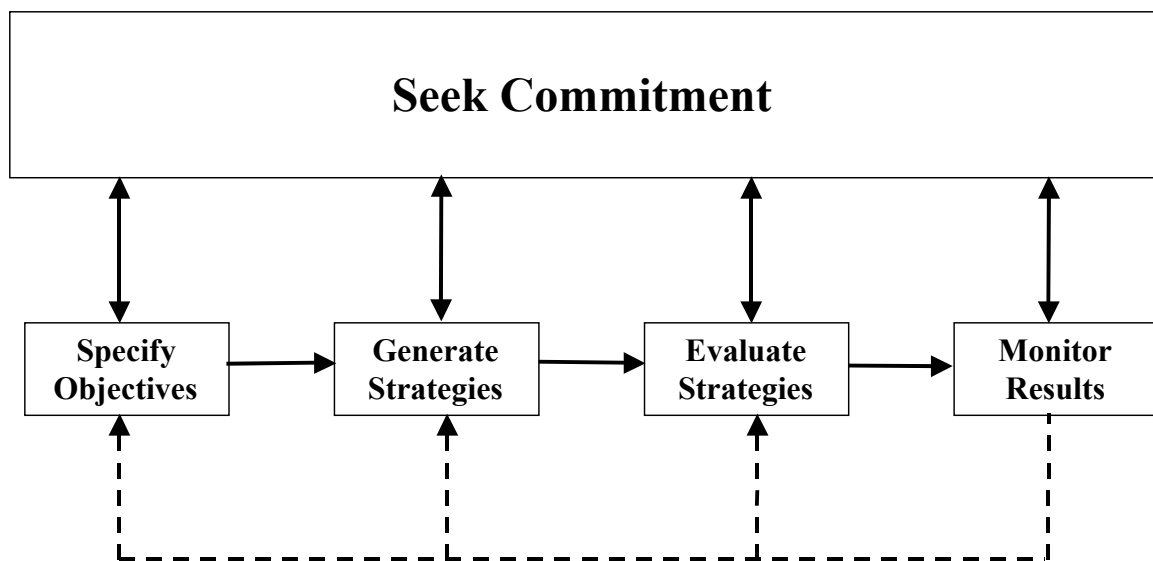 Seek Commitment
Specify
Objectives
Generate
Strategies
Evaluate
Strategies
Monitor
Results